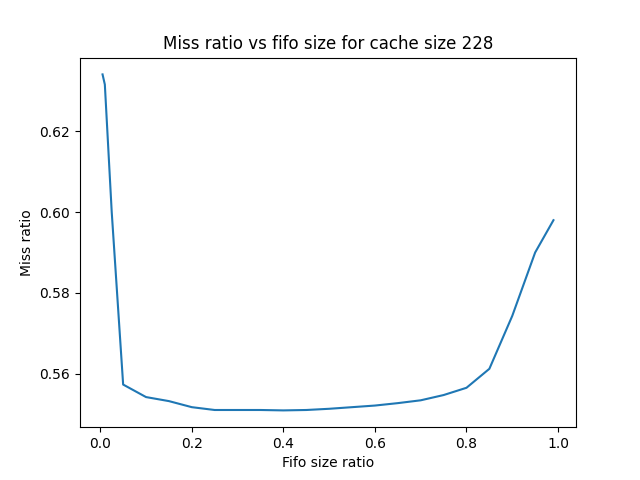 Miss ratio vs fifo size for cache size 228
Miss ratio
0.62
0.60
0.58
0.56
0.0 0.2 0.4 0.6 0.8 1.0
Fifo size ratio